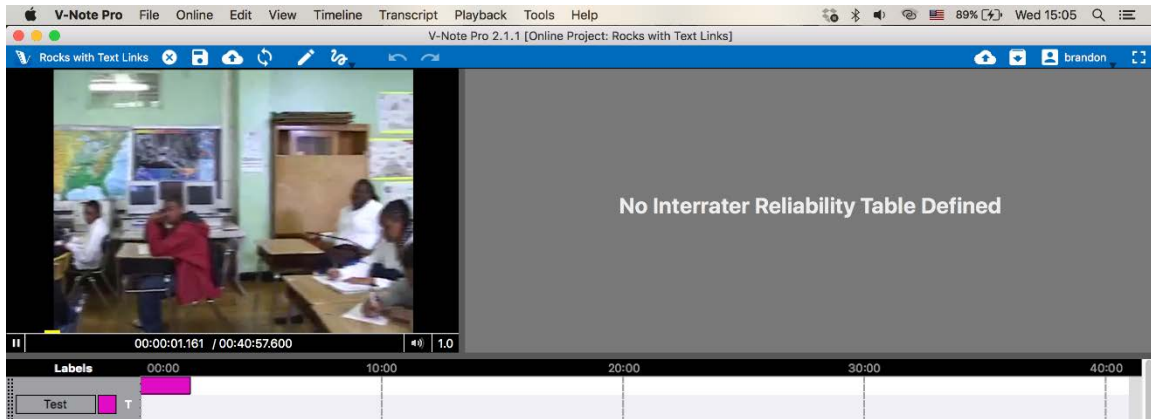 V-Note Pro File Online Edit View Timeline Transcript Playback Tools Help 89% Wed 15:05
V-Note Pro 2.1.1 [Online Project: Rocks with Text Links]
Rocks with Text Links brandon
No Interrater Reliability Table Defined
00:00:01.161 / 00:40:57.600 1.0
Labels 00:00 10:00 20:00 30:00 40:00
Test T